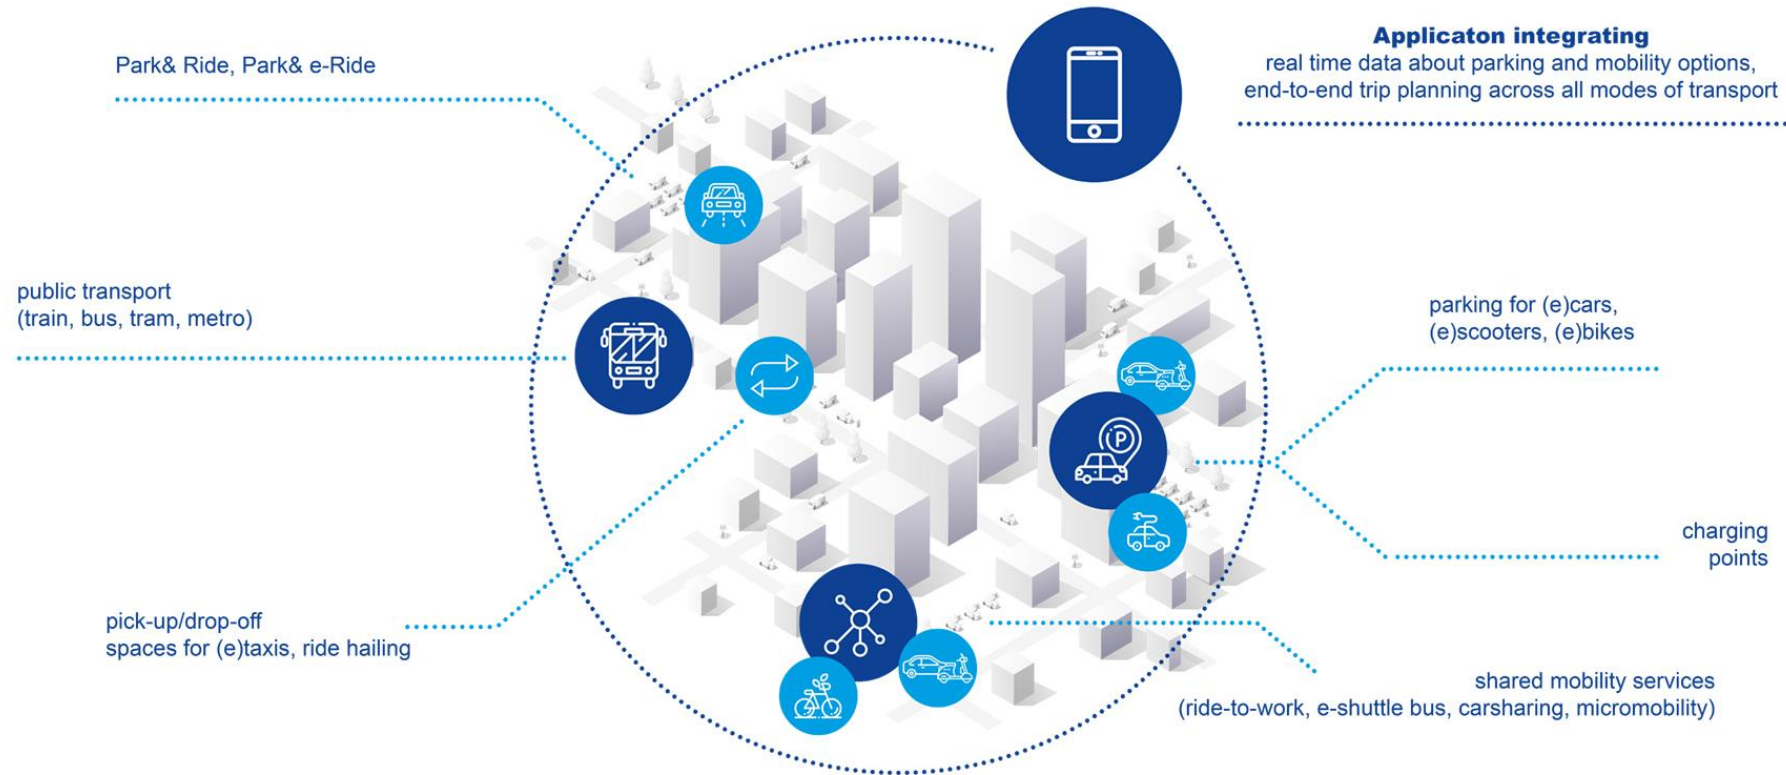 Park& Ride, Park& e-Ride
Applicaton integrating
real time data about parking and mobility options,
end-to-end trip planning across all modes of transport
public transport
(train, bus, tram, metro)
parking for (e)cars,
(e)scooters, (e)bikes
P
charging
points
pick-up/drop-off
spaces for (e)taxis, ride hailing
shared mobility services
(ride-to-work, e-shuttle bus, carsharing, micromobility)